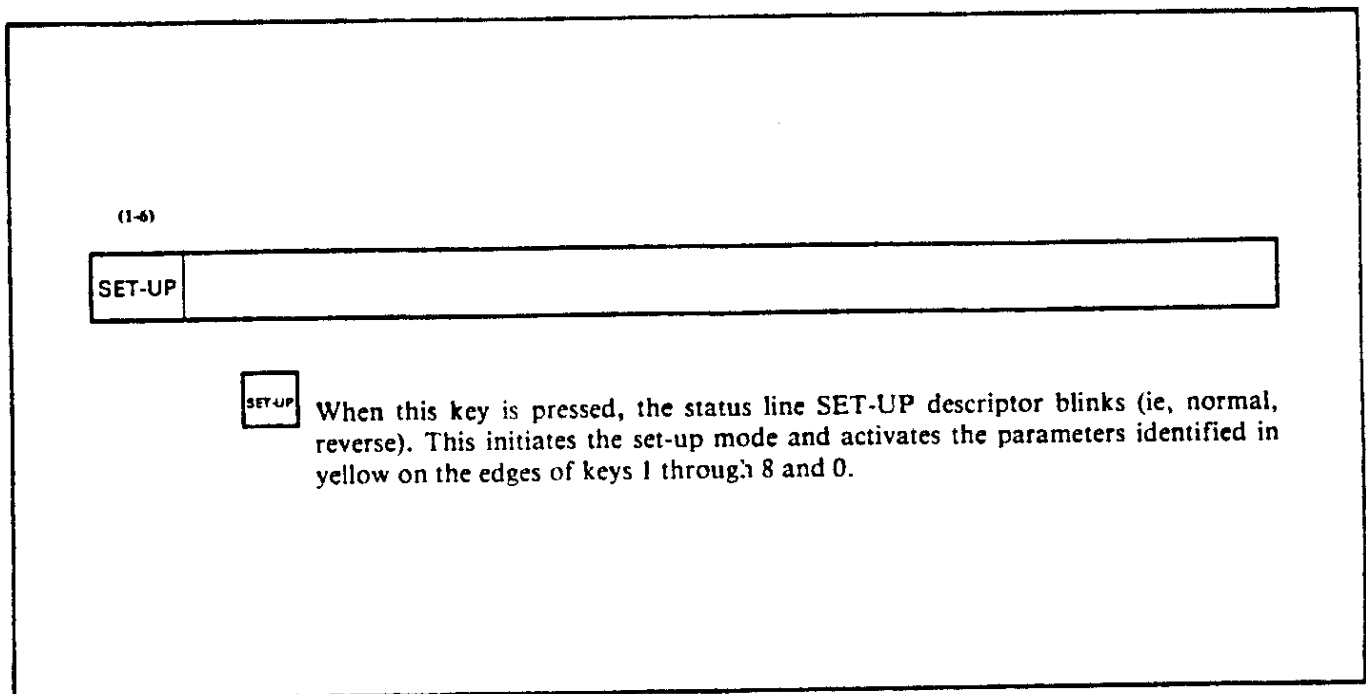 (1-6)
SET-UP
SET-UP When this key is pressed, the status line SET-UP descriptor blinks (ie, normal,
reverse). This initiates the set-up mode and activates the parameters identified in
yellow on the edges of keys 1 through 8 and 0.